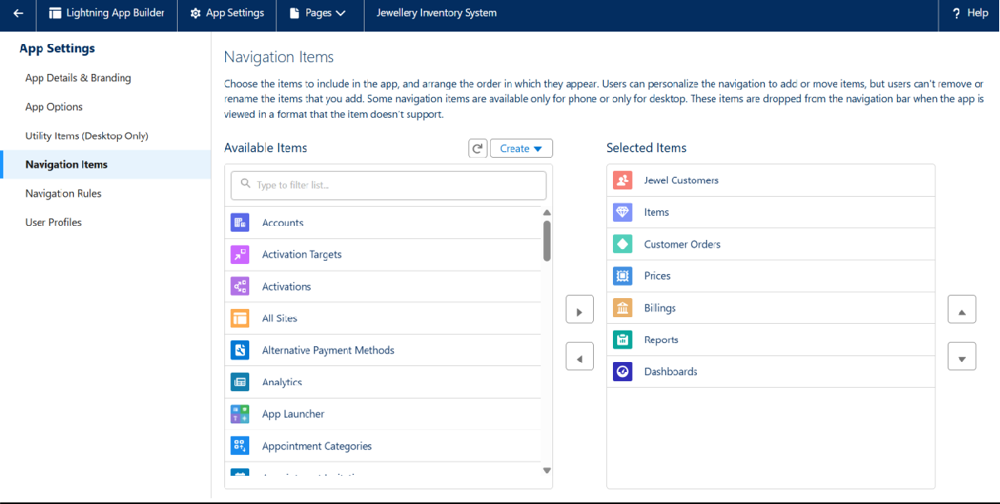 Lightning App Builder
App Settings
Pages
Jewellery Inventory System
? Help
App Settings
App Details & Branding
App Options
Utility Items (Desktop Only)
Navigation Items
Navigation Rules
User Profiles
Navigation Items
Choose the items to include in the app, and arrange the order in which they appear. Users can personalize the navigation to add or move items, but users can't remove or
rename the items that you add. Some navigation items are available only for phone or only for desktop. These items are dropped from the navigation bar when the app is
viewed in a format that the item doesn't support.
Available Items
Create
Type to filter list...
Accounts
Activation Targets
Activations
All Sites
Alternative Payment Methods
Analytics
App Launcher
Appointment Categories
Selected Items
Jewel Customers
Items
Customer Orders
Prices
Billings
Reports
Dashboards